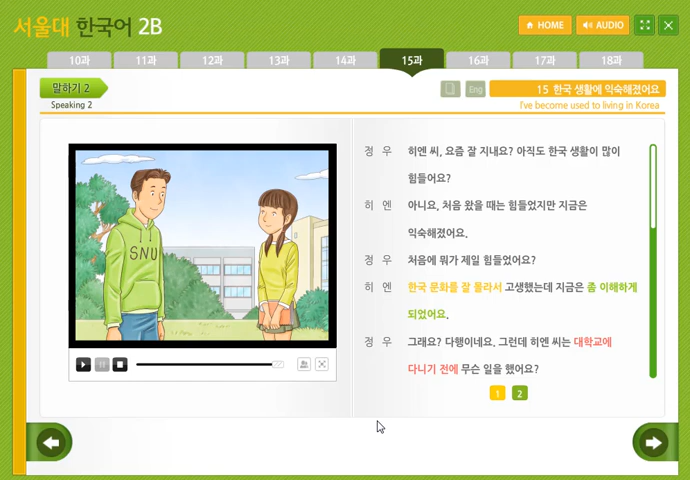 서울대 한국어 2B
HOME
AUDIO
10과 11과 12과 13과 14과 15과 16과 17과 18과
말하기 2
Speaking 2
Eng
15 한국 생활에 익숙해졌어요
I've become used to living in Korea
SNU
정 우 히엔 씨, 요즘 잘 지내요? 아직도 한국 생활이 많이
힘들어요?
히 엔 아니요, 처음 왔을 때는 힘들었지만 지금은
익숙해졌어요.
정 우 처음에 뭐가 제일 힘들었어요?
히 엔 한국 문화를 잘 몰라서 고생했는데 지금은 좀 이해하게
되었어요.
정 우 그래요? 다행이네요. 그런데 히엔 씨는 대학교에
다니기 전에 무슨 일을 했어요?
1 2